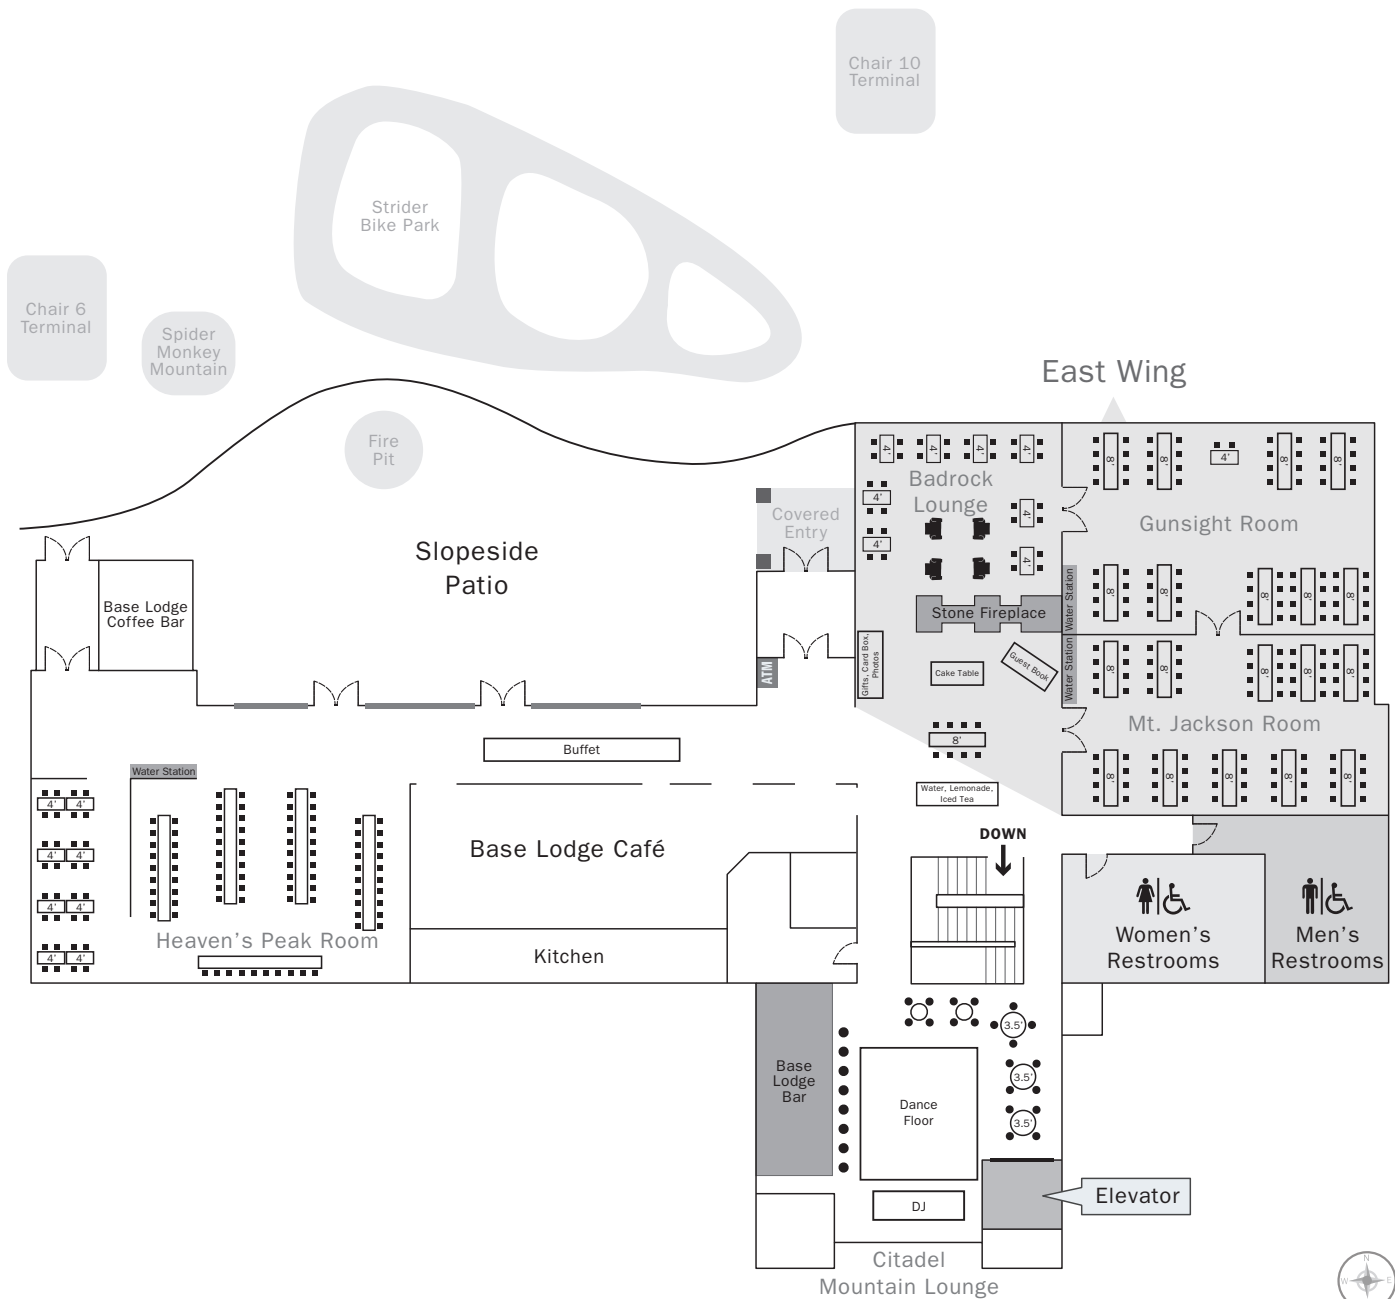 Chair 10
Terminal
Strider
Bike Park
Chair 6
Terminal
Spider
Monkey
Mountain
East Wing
Fire
Pit
4' 4' 4' 4'
8' 8' 4' 8' 8'
Badrock
Lounge
4' 4'
4' 4'
Covered
Entry
Gunsight Room
Slopeside
Patio
Base Lodge
Coffee Bar
8' 8' 8' 8' 8'
Water Station
Stone Fireplace
Water Station
Gifts, Card Box,
Photos
Cake Table
Guest Book
ATM
8' 8' 8' 8' 8'
Mt. Jackson Room
8'
Buffet
Water Station
8' 8' 8' 8' 8'
Water, Lemonade,
Iced Tea
4' 4'
4' 4'
4' 4'
4' 4'
DOWN
Base Lodge Café
Heaven's Peak Room
Kitchen
Women's
Restrooms
Men's
Restrooms
3.5'
3.5'
3.5'
Base
Lodge
Bar
Dance
Floor
Elevator
DJ
Citadel
Mountain Lounge
N
W E